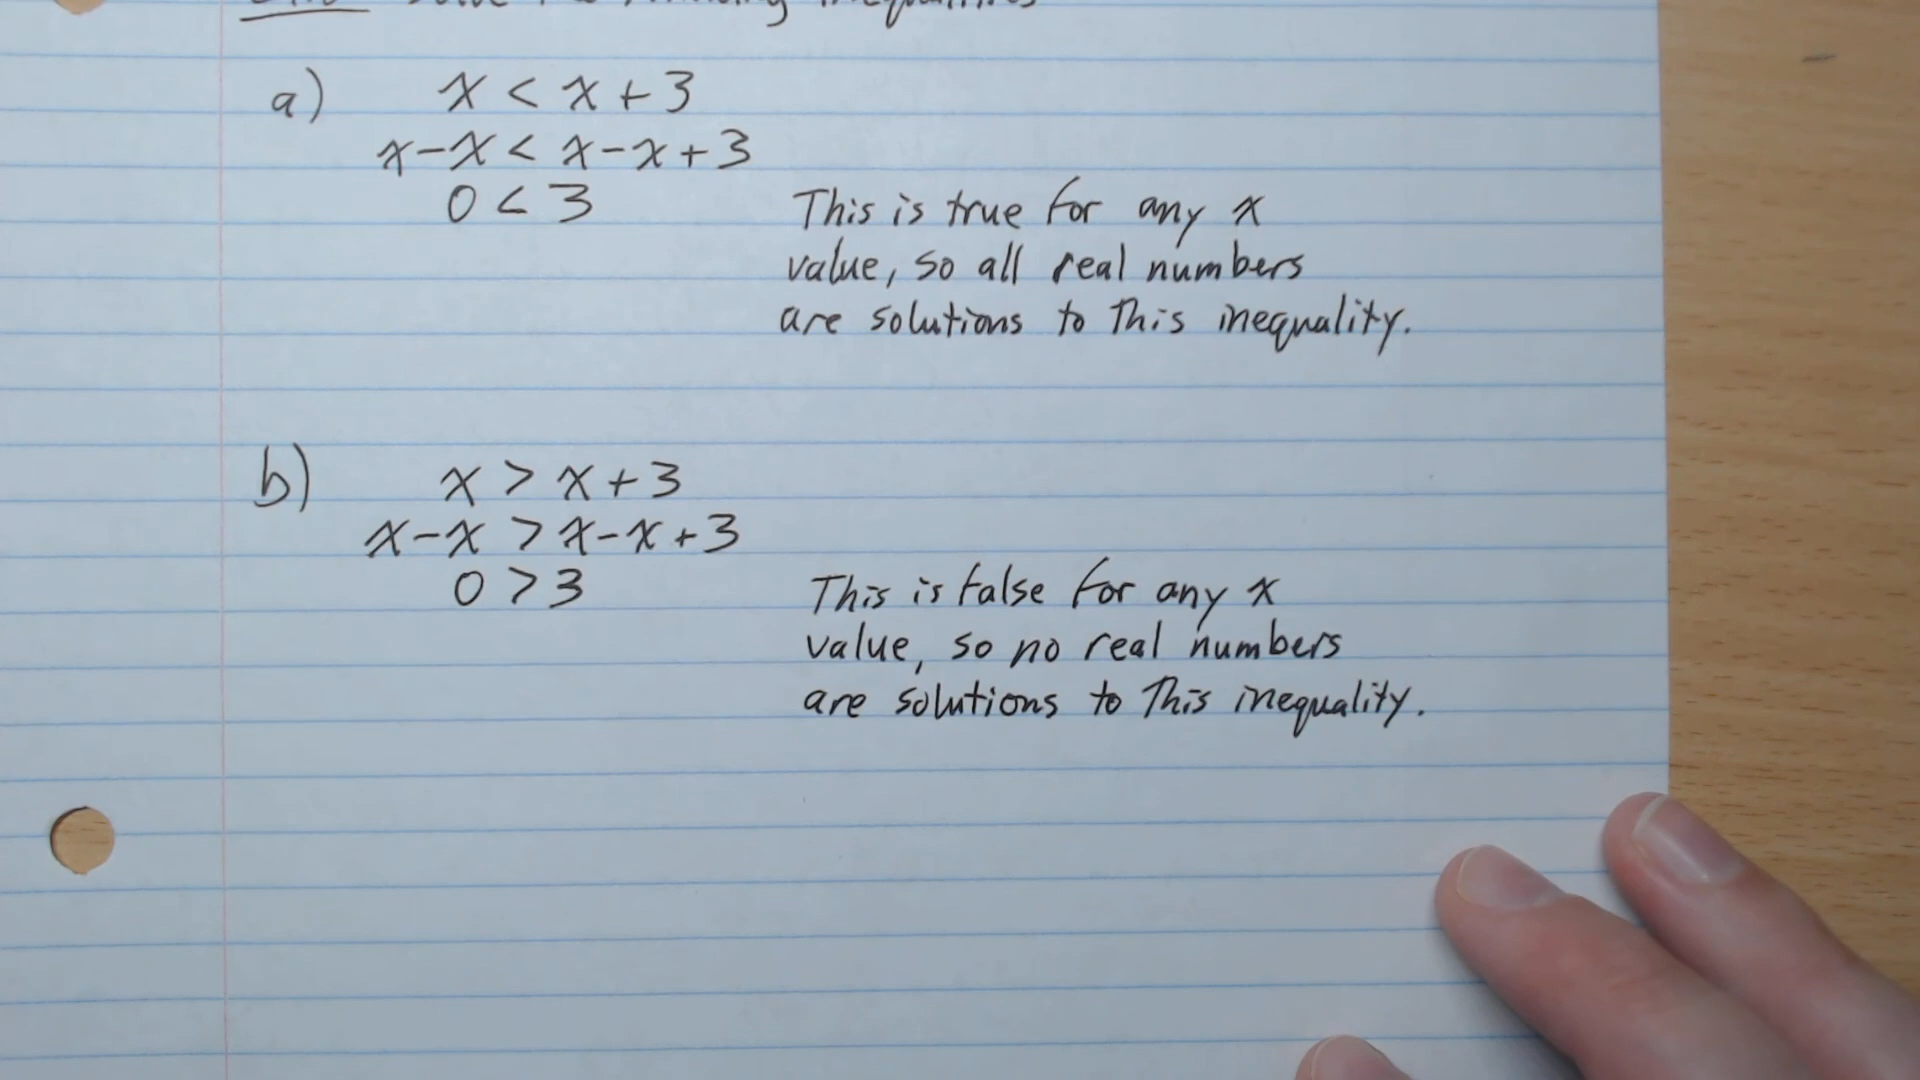 inequalities
a) x < x + 3
x - x < x - x + 3
0 < 3
This is true for any x
value, so all real numbers
are solutions to this inequality.
b) x > x + 3
x - x > x - x + 3
0 > 3
This is false for any x
value, so no real numbers
are solutions to this inequality.